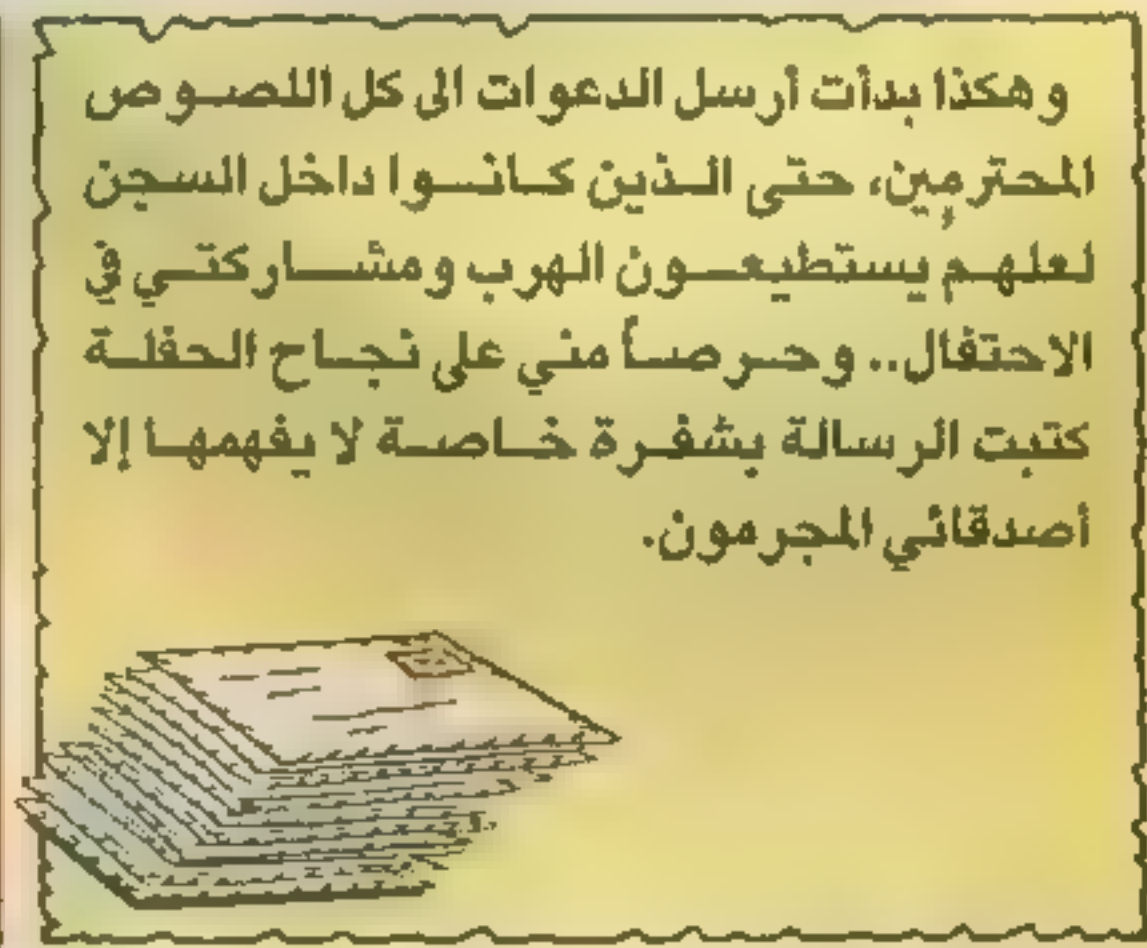 وهكذا بدأت أرسل الدعوات الى كل اللصوص
المحترمين، حتى الذين كانوا داخل السجن
لعلهم يستطيعون الهرب ومشاركتي في
الاحتفال.. وحرصاً مني على نجاح الحفلة
كتبت الرسالة بشفرة خاصة لا يفهمها إلا
أصدقائي المجرمون.